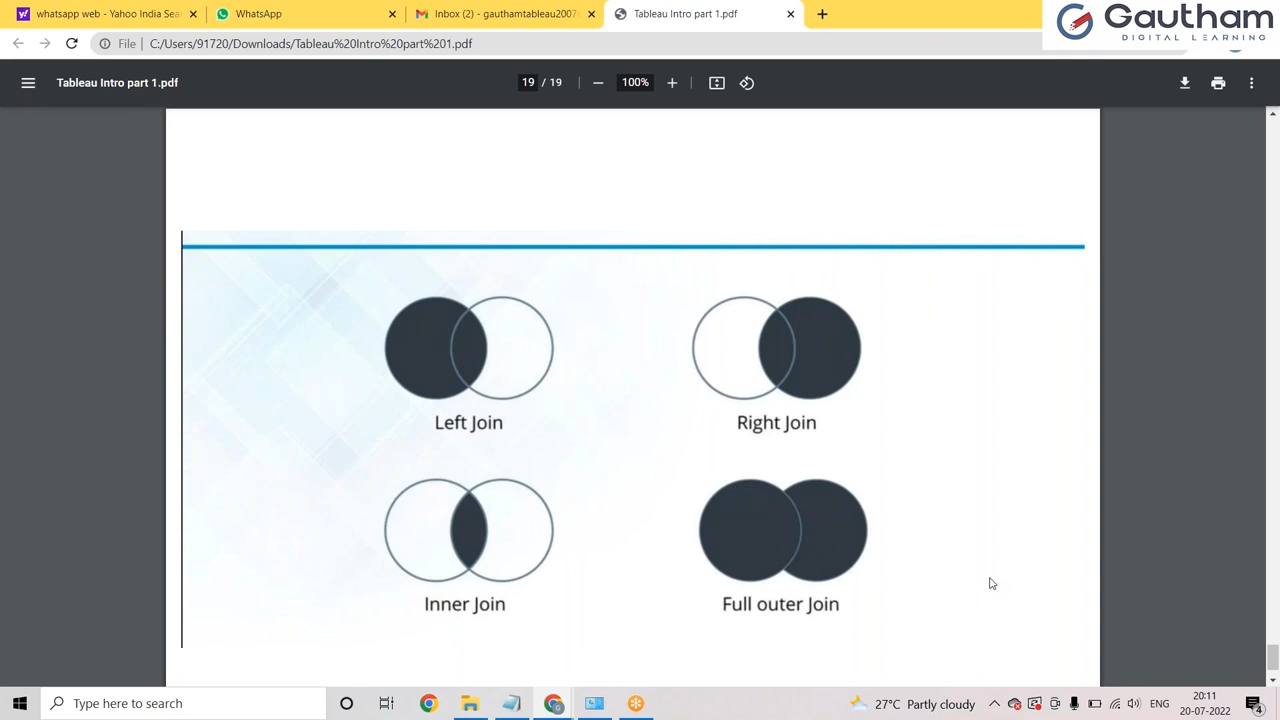 whatsapp web - Yahoo India Sea
WhatsApp
Inbox (2) - gauthamtableau2007
Tableau Intro part 1.pdf
Gautham
DIGITAL LEARNING
File
C:/Users/91720/Downloads/Tableau%20Intro%20part%201.pdf
Tableau Intro part 1.pdf
19 / 19
100%
Left Join
Right Join
Inner Join
Full outer Join
Type here to search
27°C Partly cloudy
ENG
20:11
20-07-2022
4